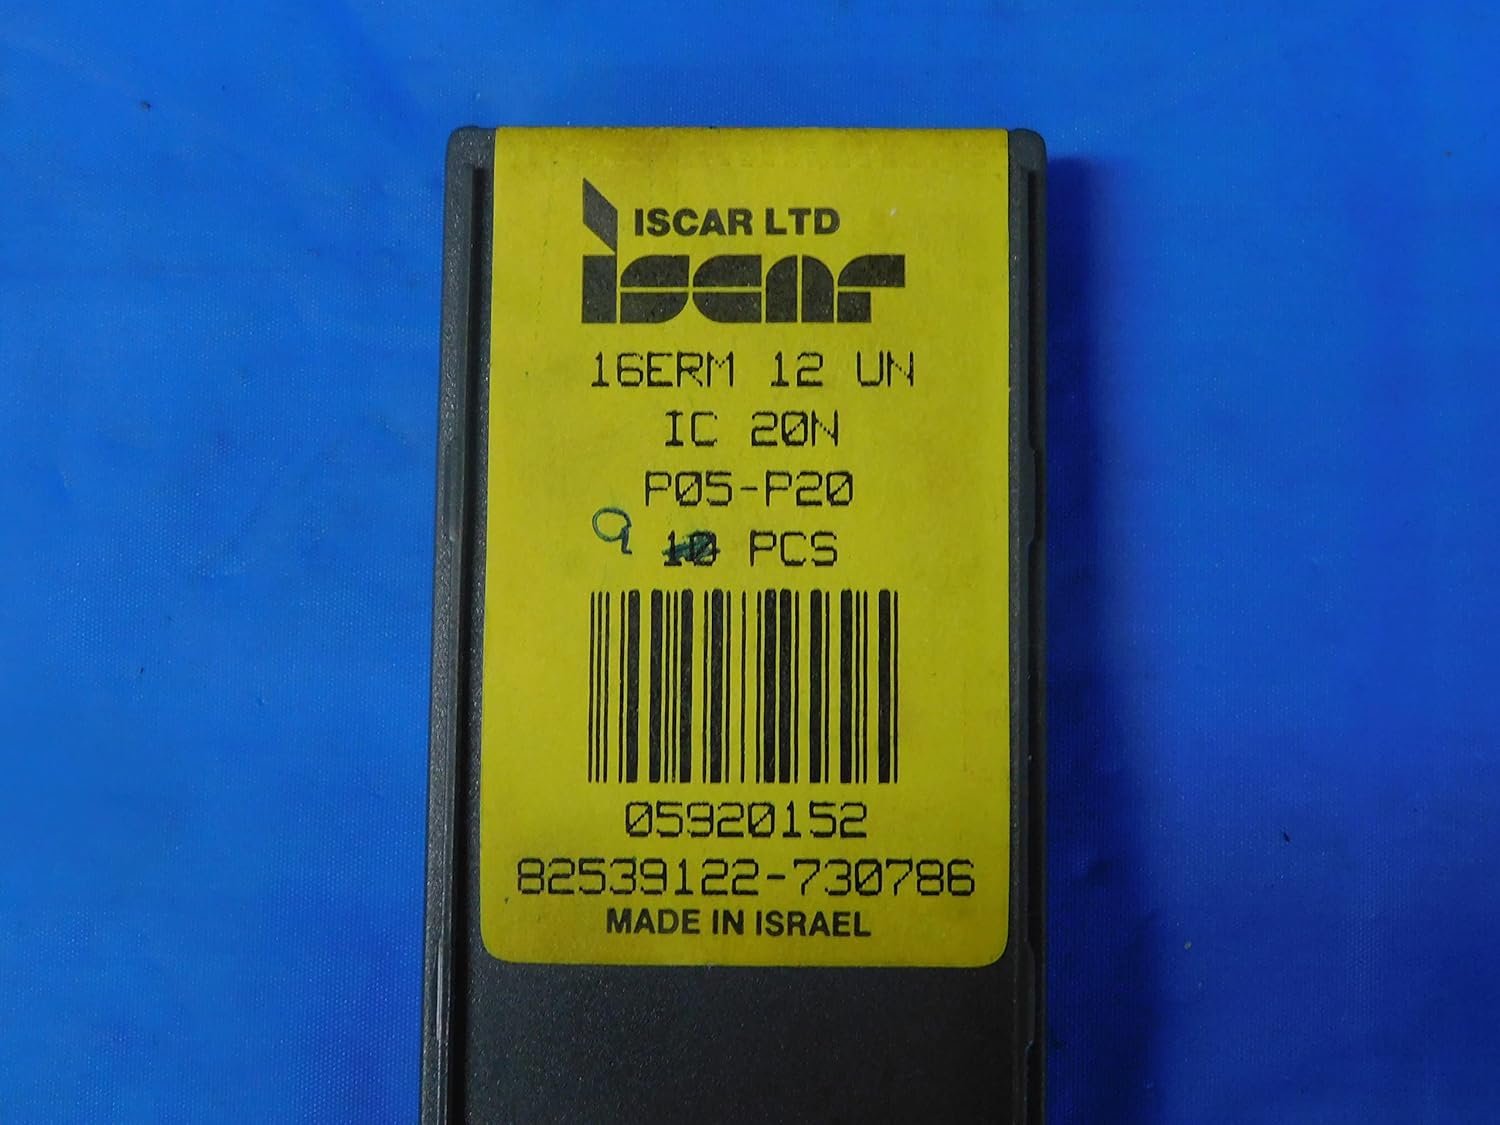 ISCAR LTD
iscar
16ERM 12 UN
IC 20N
P05-P20
9 10 PCS
05920152
82539122-730786
MADE IN ISRAEL